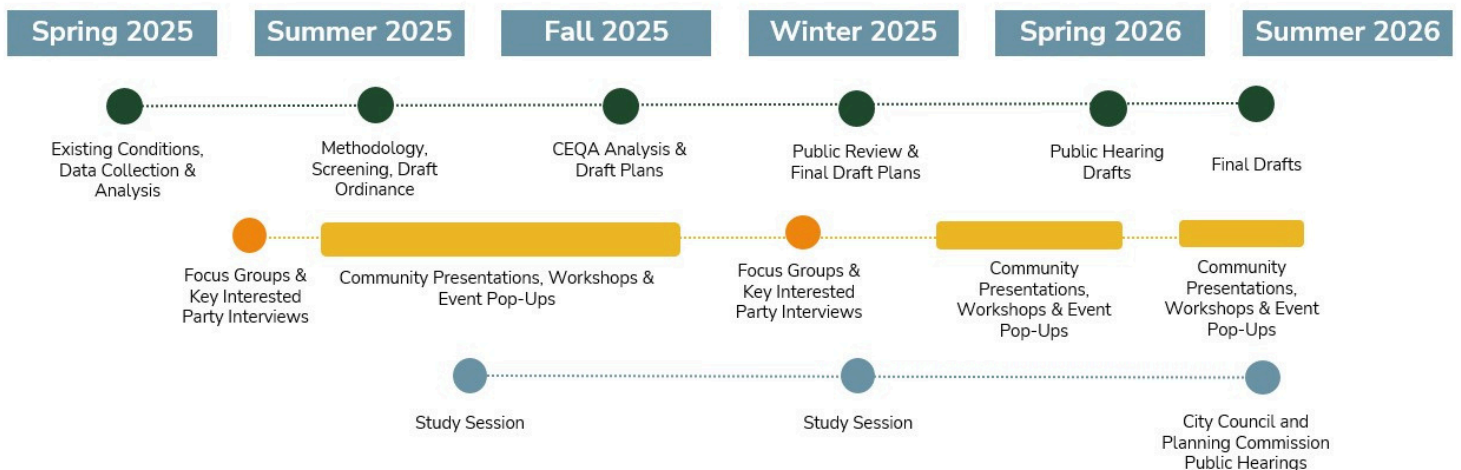 Spring 2025
Summer 2025
Fall 2025
Winter 2025
Spring 2026
Summer 2026
Existing Conditions,
Data Collection &
Analysis
Methodology,
Screening, Draft
Ordinance
CEQA Analysis &
Draft Plans
Public Review &
Final Draft Plans
Public Hearing
Drafts
Final Drafts
Focus Groups &
Key Interested
Party Interviews
Community Presentations, Workshops &
Event Pop-Ups
Focus Groups &
Key Interested
Party Interviews
Community
Presentations,
Workshops & Event
Pop-Ups
Community
Presentations,
Workshops & Event
Pop-Ups
Study Session
Study Session
City Council and
Planning Commission
Public Hearings